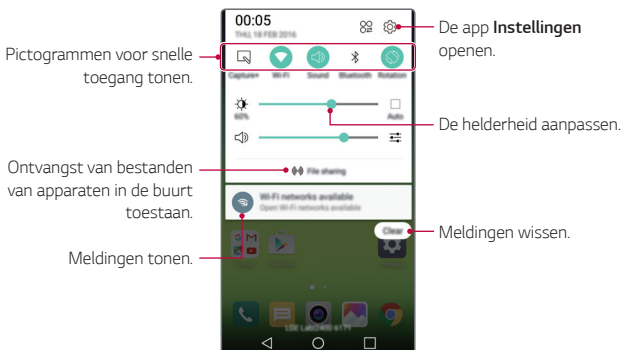 00:05
THU, 18 FEB 2016
De app Instellingen
openen.
Pictogrammen voor snelle
toegang tonen.
Capture+ Wi-Fi Sound Bluetooth Rotation
60% Auto
De helderheid aanpassen.
File sharing
Ontvangst van bestanden
van apparaten in de buurt
toestaan.
Wi-Fi networks available
Open Wi-Fi networks available
Clear
Meldingen wissen.
Meldingen tonen.